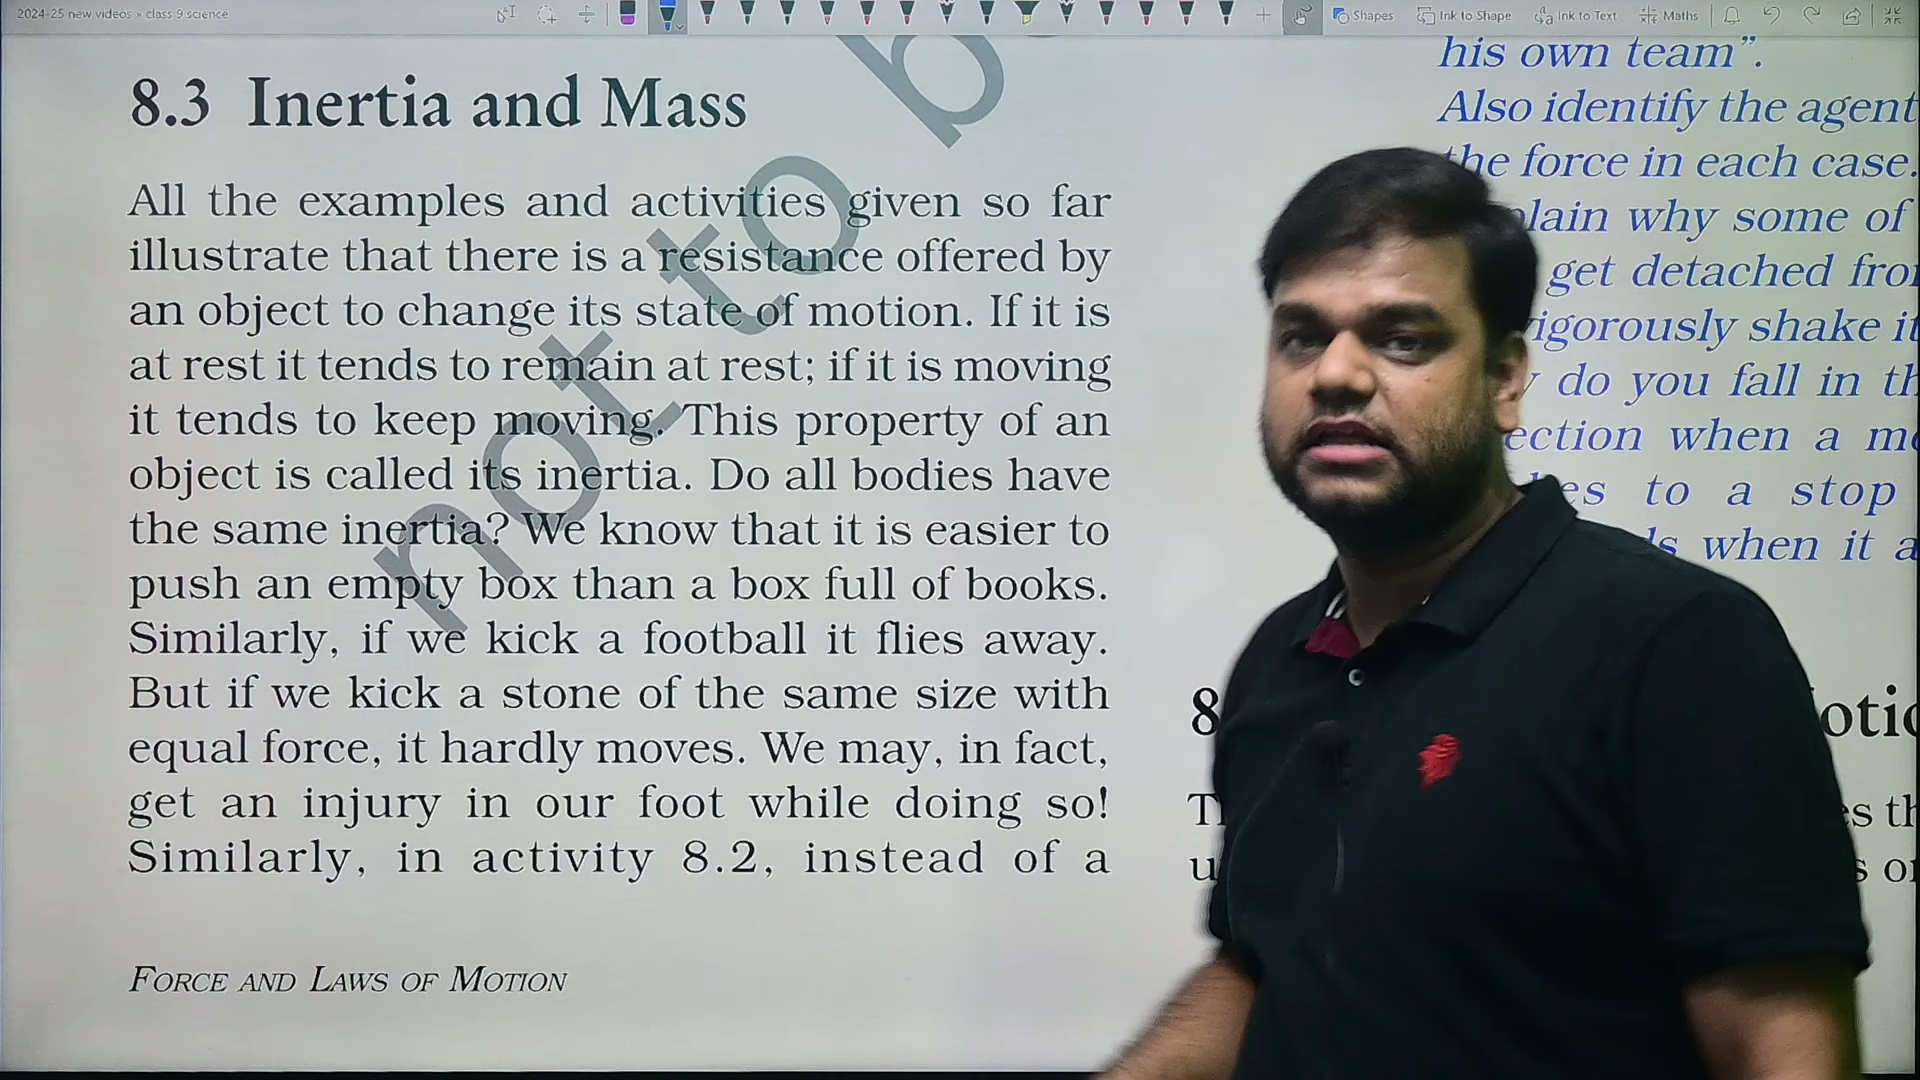 2024-25 new videos » class 9 science
Shapes
Ink to Shape
Ink to Text
Maths
8.3 Inertia and Mass
All the examples and activities given so far
illustrate that there is a resistance offered by
an object to change its state of motion. If it is
at rest it tends to remain at rest; if it is moving
it tends to keep moving. This property of an
object is called its inertia. Do all bodies have
the same inertia? We know that it is easier to
push an empty box than a box full of books.
Similarly, if we kick a football it flies away.
But if we kick a stone of the same size with
equal force, it hardly moves. We may, in fact,
get an injury in our foot while doing so!
Similarly, in activity 8.2, instead of a
FORCE AND LAWS OF MOTION
not to b
his own team”.
Also identify the agent
the force in each case.
why some of
get detached
shake
do you fall in
when a
to a stop
when it
8